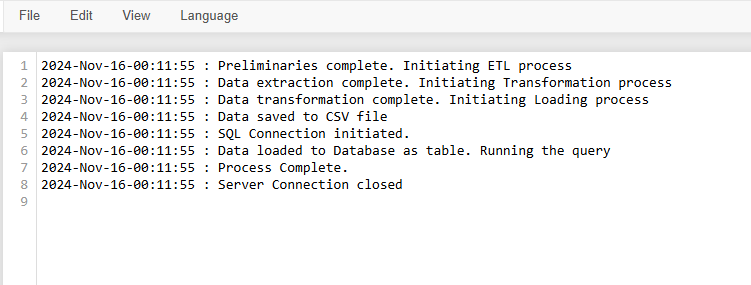 File Edit View Language
1 2024-Nov-16-00:11:55 : Preliminaries complete. Initiating ETL process
2 2024-Nov-16-00:11:55 : Data extraction complete. Initiating Transformation process
3 2024-Nov-16-00:11:55 : Data transformation complete. Initiating Loading process
4 2024-Nov-16-00:11:55 : Data saved to CSV file
5 2024-Nov-16-00:11:55 : SQL Connection initiated.
6 2024-Nov-16-00:11:55 : Data loaded to Database as table. Running the query
7 2024-Nov-16-00:11:55 : Process Complete.
8 2024-Nov-16-00:11:55 : Server Connection closed
9